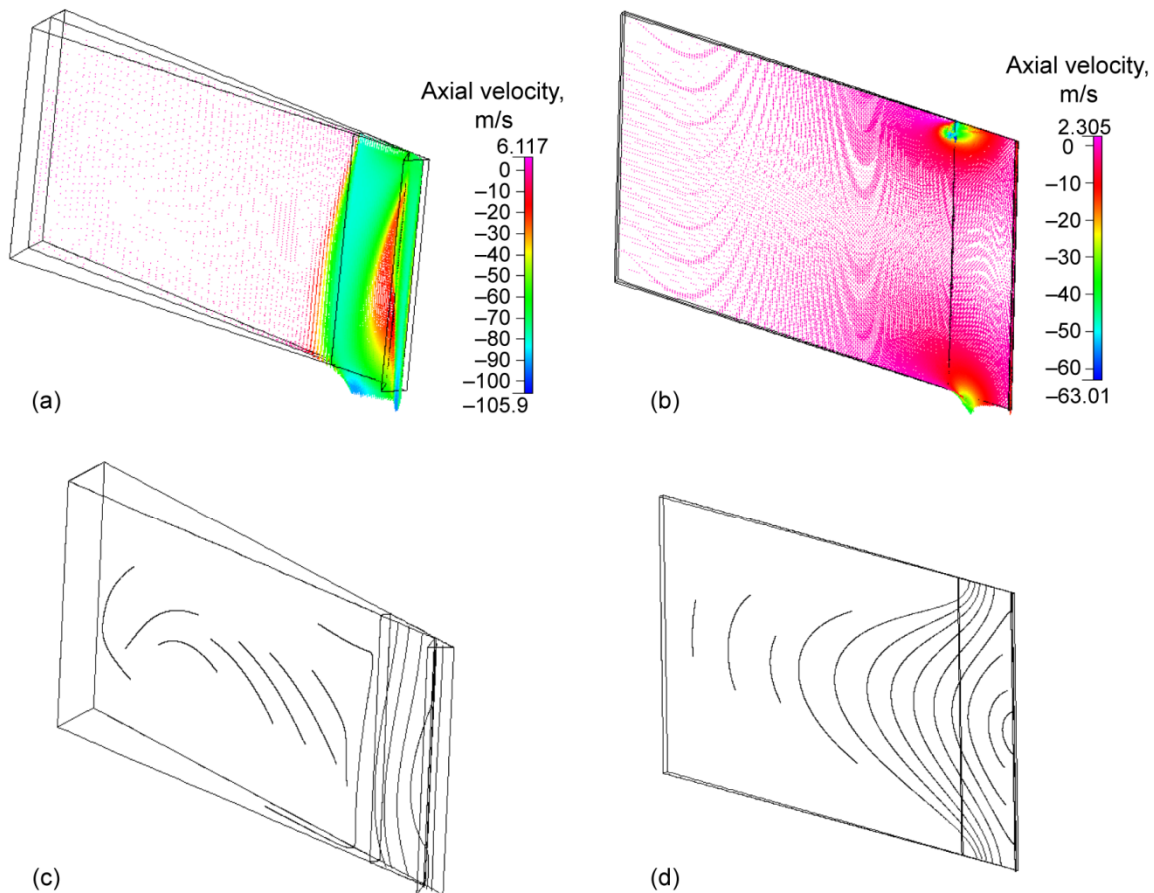 Axial velocity,
m/s
6.117
0
–10
–20
–30
–40
–50
–60
–70
–80
–90
–100
–105.9
(a)
Axial velocity,
m/s
2.305
0
–10
–20
–30
–40
–50
–60
–63.01
(b)
(c)
(d)